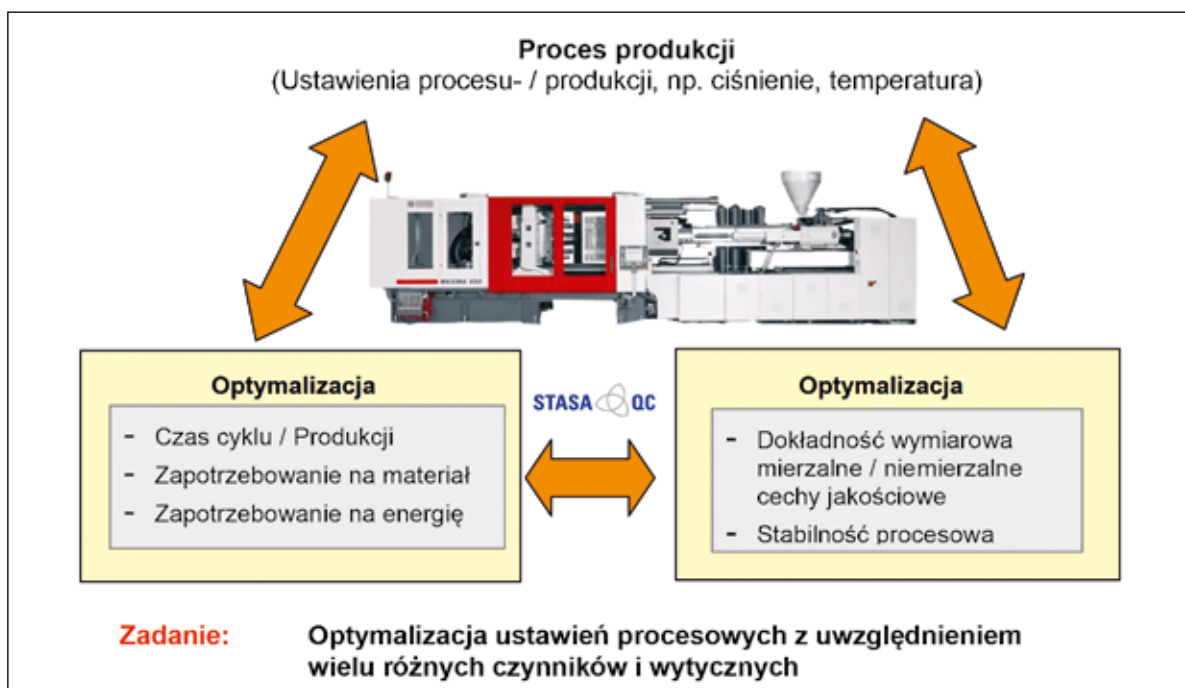 Proces produkcji
(Ustawienia procesu- / produkcji, np. ciśnienie, temperatura)
Optymalizacja
- Czas cyklu / Produkcji
- Zapotrzebowanie na materiał
- Zapotrzebowanie na energię
STASA QC
Optymalizacja
- Dokładność wymiarowa
mierzalne / niemierzalne
cechy jakościowe
- Stabilność procesowa
Zadanie: Optymalizacja ustawień procesowych z uwzględnieniem
wielu różnych czynników i wytycznych